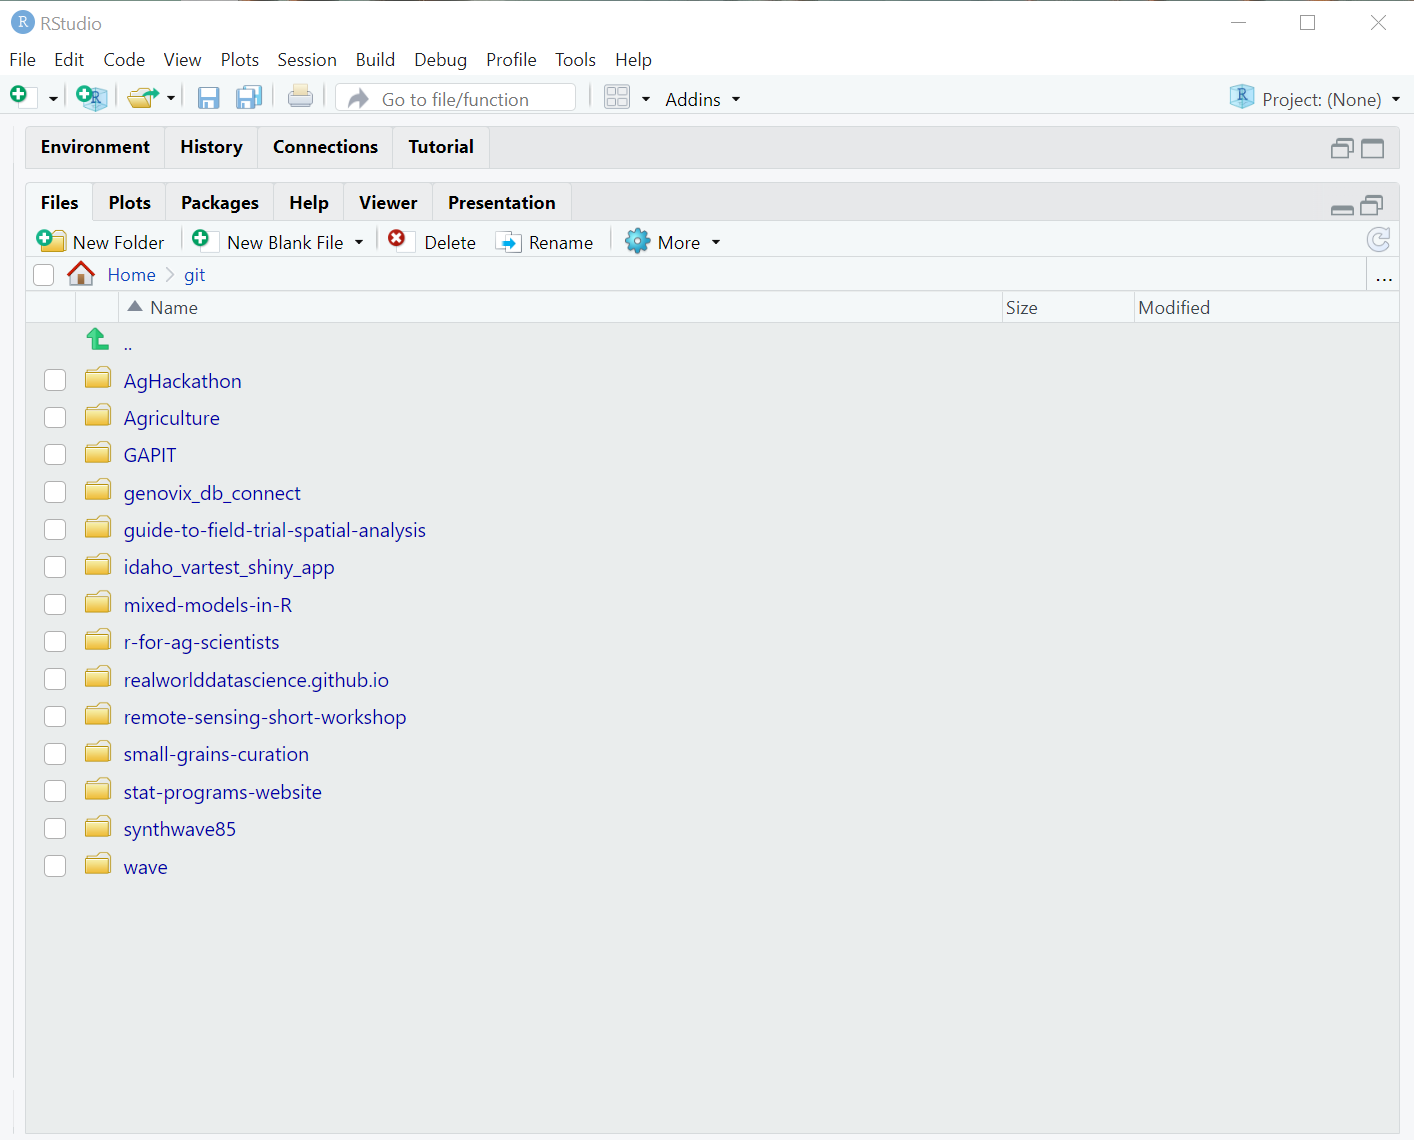 R RStudio
File Edit Code View Plots Session Build Debug Profile Tools Help
R Go to file/function Addins R Project: (None)
Environment History Connections Tutorial
Files Plots Packages Help Viewer Presentation
New Folder New Blank File Delete Rename More
Home git ...
Name Size Modified
..
AgHackathon
Agriculture
GAPIT
genovix_db_connect
guide-to-field-trial-spatial-analysis
idaho_vartest_shiny_app
mixed-models-in-R
r-for-ag-scientists
realworlddatascience.github.io
remote-sensing-short-workshop
small-grains-curation
stat-programs-website
synthwave85
wave